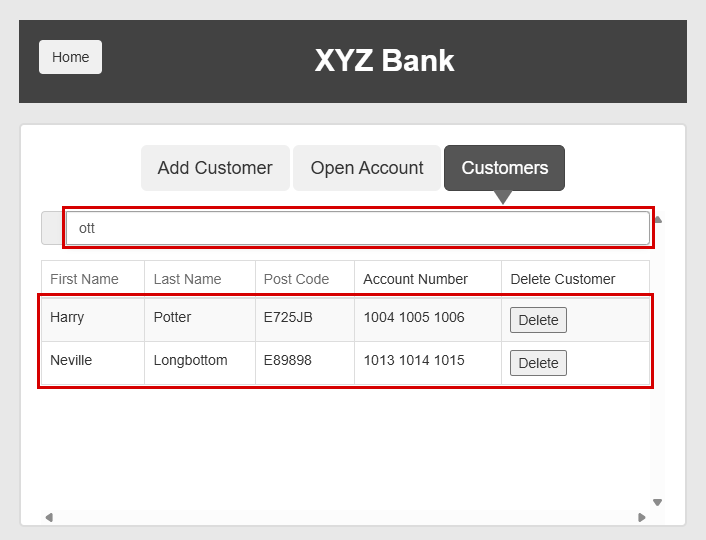 Home
XYZ Bank
Add Customer Open Account Customers
ott
First Name Last Name Post Code Account Number Delete Customer
Harry Potter E725JB 1004 1005 1006 Delete
Neville Longbottom E89898 1013 1014 1015 Delete